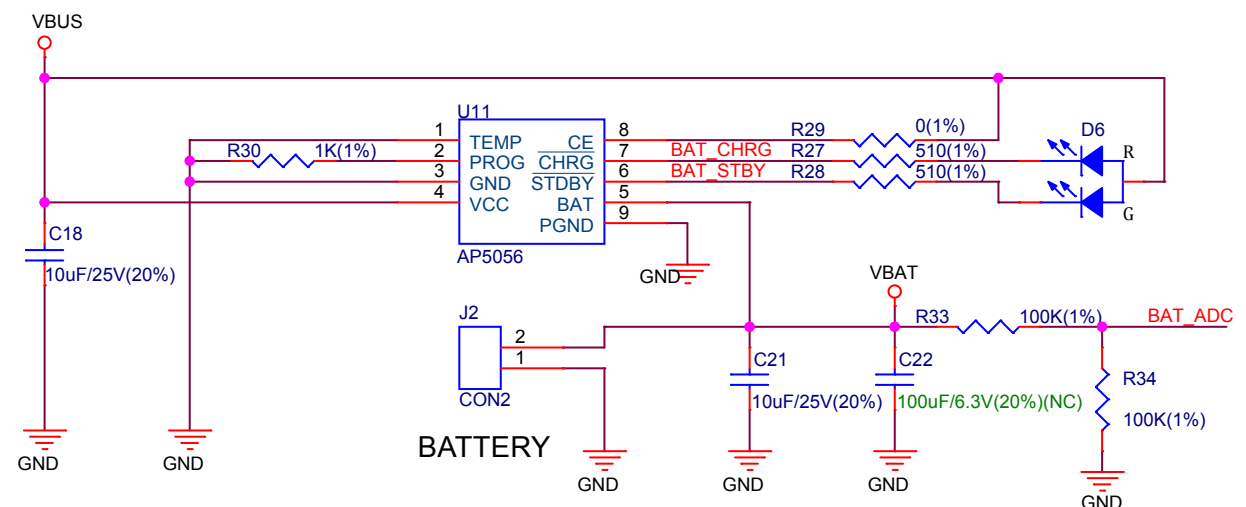 VBUS
U11
1 TEMP CE 8 R29 0(1%) D6
R30 1K(1%) 2 PROG CHRG 7 BAT_CHRG R27 510(1%) R
3 GND STDBY 6 BAT_STBY R28 510(1%)
4 VCC BAT 5 G
PGND 9
C18
AP5056
10uF/25V(20%)
GND
VBAT
J2
R33 100K(1%) BAT_ADC
2
1
C21 C22
R34
CON2 10uF/25V(20%) 100uF/6.3V(20%)(NC)
100K(1%)
BATTERY
GND GND
GND GND GND
GND